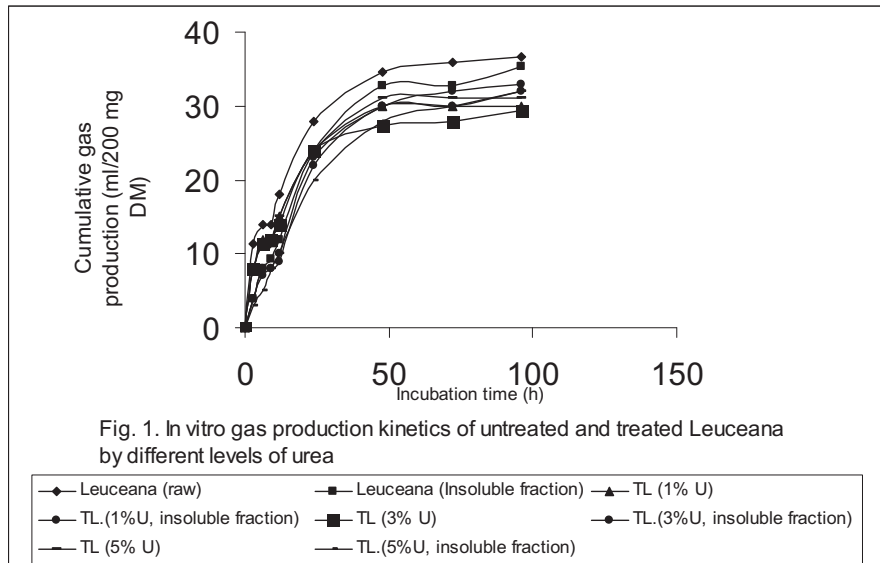 40
30
20
10
0
Cumulative gas
production (ml/200 mg
DM)
0 50 100 150
Incubation time (h)
Fig. 1. In vitro gas production kinetics of untreated and treated Leuceana
by different levels of urea
Leuceana (raw) Leuceana (Insoluble fraction) TL (1% U)
TL.(1%U, insoluble fraction) TL (3% U) TL.(3%U, insoluble fraction)
TL (5% U) TL.(5%U, insoluble fraction)